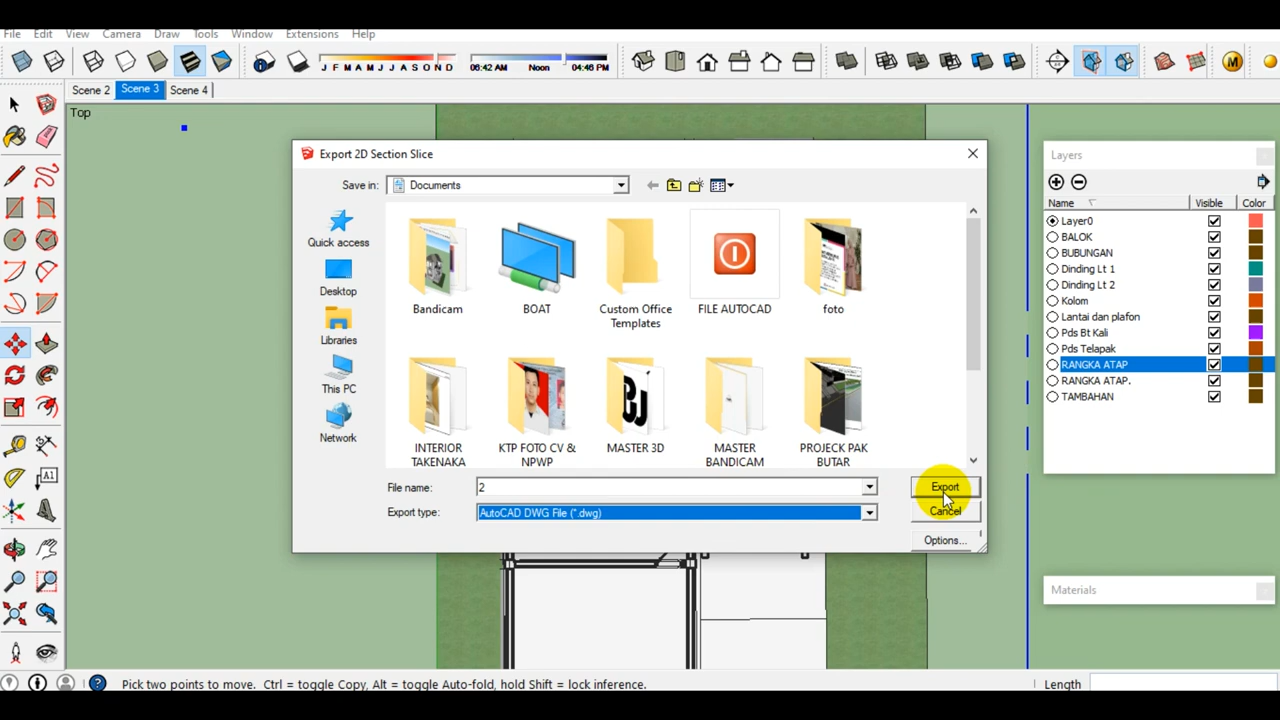 File Edit View Camera Draw Tools Window Extensions Help
J F M A M J J A S O N D 06:42 AM Noon 04:46 PM
M
Scene 2 Scene 3 Scene 4
Top
Export 2D Section Slice
Save in: Documents
Quick access
Desktop
Libraries
This PC
Network
Bandicam
BOAT
Custom Office
Templates
FILE AUTOCAD
foto
INTERIOR
TAKENAKA
KTP FOTO CV &
NPWP
MASTER 3D
MASTER
BANDICAM
PROJECK PAK
BUTAR
File name: 2
Export
Export type: AutoCAD DWG File (*.dwg)
Cancel
Options...
Layers
Name Visible Color
Layer0
BALOK
BUBUNGAN
Dinding Lt 1
Dinding Lt 2
Kolom
Lantai dan plafon
Pds Bt Kali
Pds Telapak
RANGKA ATAP
RANGKA ATAP.
TAMBAHAN
Materials
A1
Pick two points to move. Ctrl = toggle Copy, Alt = toggle Auto-fold, hold Shift = lock inference.
Length